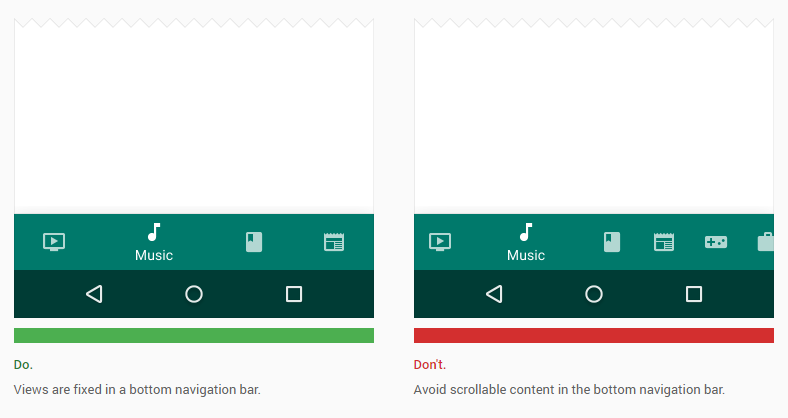 Music
Music
Do.
Views are fixed in a bottom navigation bar.
Don't.
Avoid scrollable content in the bottom navigation bar.